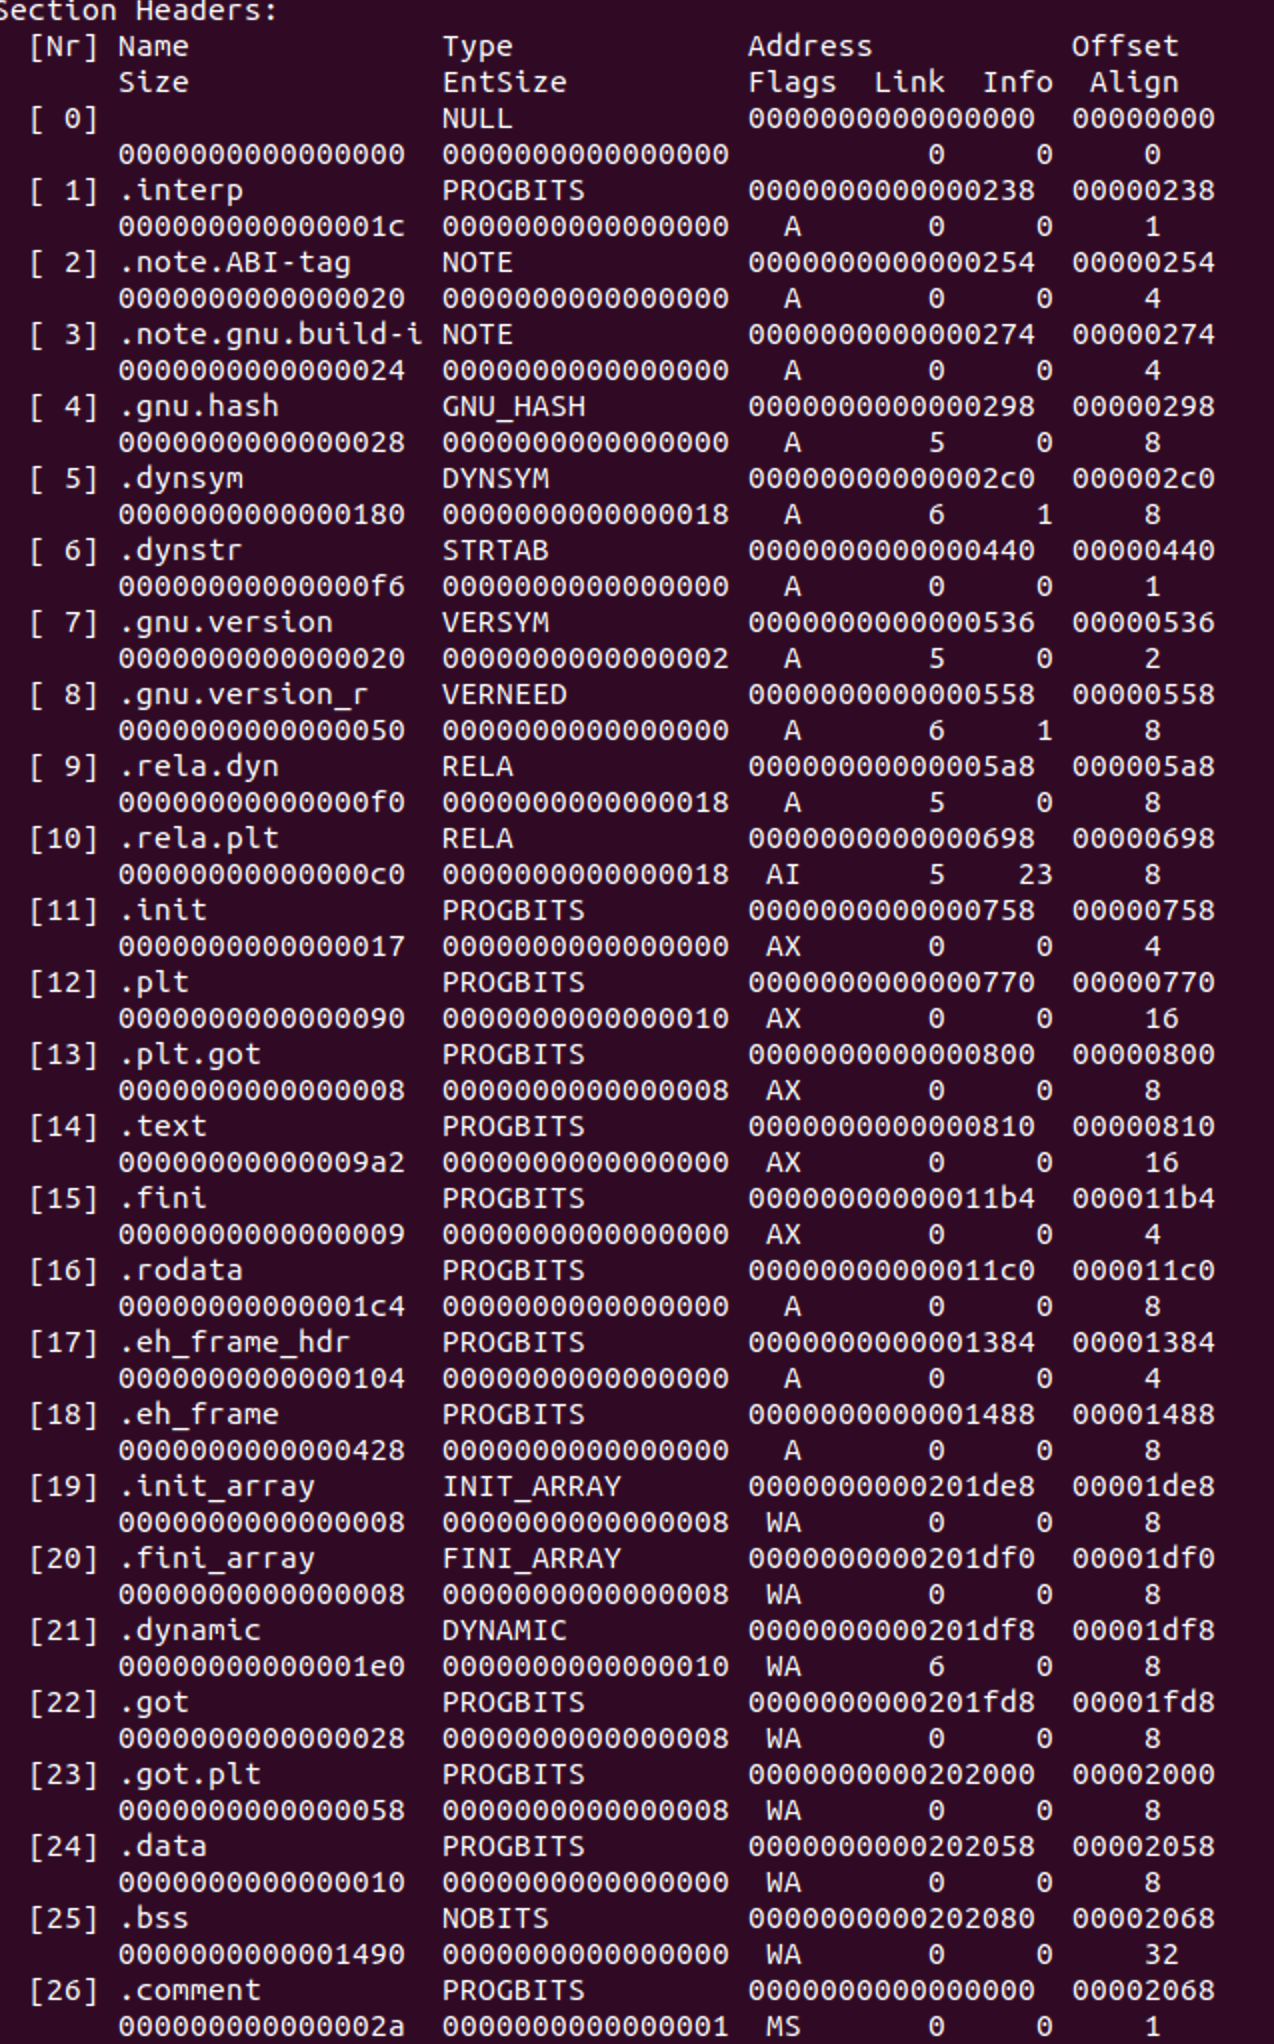 Section Headers:
  [Nr] Name              Type             Address           Offset
       Size              EntSize          Flags  Link  Info  Align
  [ 0]                   NULL             0000000000000000  00000000
       0000000000000000  0000000000000000           0     0     0
  [ 1] .interp           PROGBITS         0000000000000238  00000238
       000000000000001c  0000000000000000   A       0     0     1
  [ 2] .note.ABI-tag     NOTE             0000000000000254  00000254
       0000000000000020  0000000000000000   A       0     0     4
  [ 3] .note.gnu.build-i NOTE             0000000000000274  00000274
       0000000000000024  0000000000000000   A       0     0     4
  [ 4] .gnu.hash         GNU_HASH         0000000000000298  00000298
       0000000000000028  0000000000000000   A       5     0     8
  [ 5] .dynsym           DYNSYM           00000000000002c0  000002c0
       0000000000000180  0000000000000018   A       6     1     8
  [ 6] .dynstr           STRTAB           0000000000000440  00000440
       00000000000000f6  0000000000000000   A       0     0     1
  [ 7] .gnu.version      VERSYM           0000000000000536  00000536
       0000000000000020  0000000000000002   A       5     0     2
  [ 8] .gnu.version_r    VERNEED          0000000000000558  00000558
       0000000000000050  0000000000000000   A       6     1     8
  [ 9] .rela.dyn         RELA             00000000000005a8  000005a8
       00000000000000f0  0000000000000018   A       5     0     8
  [10] .rela.plt         RELA             0000000000000698  00000698
       00000000000000c0  0000000000000018  AI       5    23     8
  [11] .init             PROGBITS         0000000000000758  00000758
       0000000000000017  0000000000000000  AX       0     0     4
  [12] .plt              PROGBITS         0000000000000770  00000770
       0000000000000090  0000000000000010  AX       0     0     16
  [13] .plt.got          PROGBITS         0000000000000800  00000800
       0000000000000008  0000000000000008  AX       0     0     8
  [14] .text             PROGBITS         0000000000000810  00000810
       00000000000009a2  0000000000000000  AX       0     0     16
  [15] .fini             PROGBITS         00000000000011b4  000011b4
       0000000000000009  0000000000000000  AX       0     0     4
  [16] .rodata           PROGBITS         00000000000011c0  000011c0
       00000000000001c4  0000000000000000   A       0     0     8
  [17] .eh_frame_hdr     PROGBITS         0000000000001384  00001384
       0000000000000104  0000000000000000   A       0     0     4
  [18] .eh_frame         PROGBITS         0000000000001488  00001488
       0000000000000428  0000000000000000   A       0     0     8
  [19] .init_array       INIT_ARRAY       0000000000201de8  00001de8
       0000000000000008  0000000000000008  WA       0     0     8
  [20] .fini_array       FINI_ARRAY       0000000000201df0  00001df0
       0000000000000008  0000000000000008  WA       0     0     8
  [21] .dynamic          DYNAMIC          0000000000201df8  00001df8
       00000000000001e0  0000000000000010  WA       6     0     8
  [22] .got              PROGBITS         0000000000201fd8  00001fd8
       0000000000000028  0000000000000008  WA       0     0     8
  [23] .got.plt          PROGBITS         0000000000202000  00002000
       0000000000000058  0000000000000008  WA       0     0     8
  [24] .data             PROGBITS         0000000000202058  00002058
       0000000000000010  0000000000000000  WA       0     0     8
  [25] .bss              NOBITS           0000000000202080  00002068
       0000000000001490  0000000000000000  WA       0     0     32
  [26] .comment          PROGBITS         0000000000000000  00002068
       000000000000002a  0000000000000001  MS       0     0     1